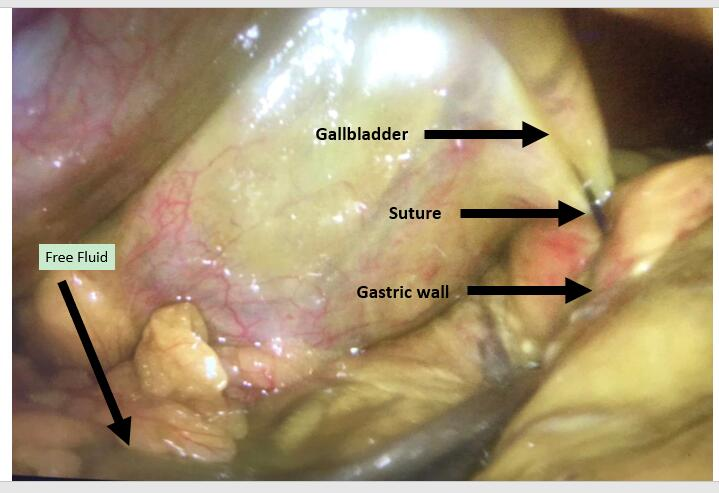 Gallbladder
Suture
Free Fluid
Gastric wall